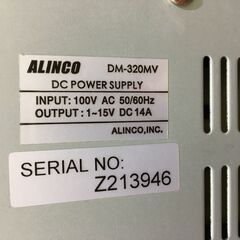 ALINCO DM-320MV
DC POWER SUPPLY
INPUT: 100V AC 50/60Hz
OUTPUT: 1~15V DC 14A
ALINCO, INC.
SERIAL NO:
Z213946